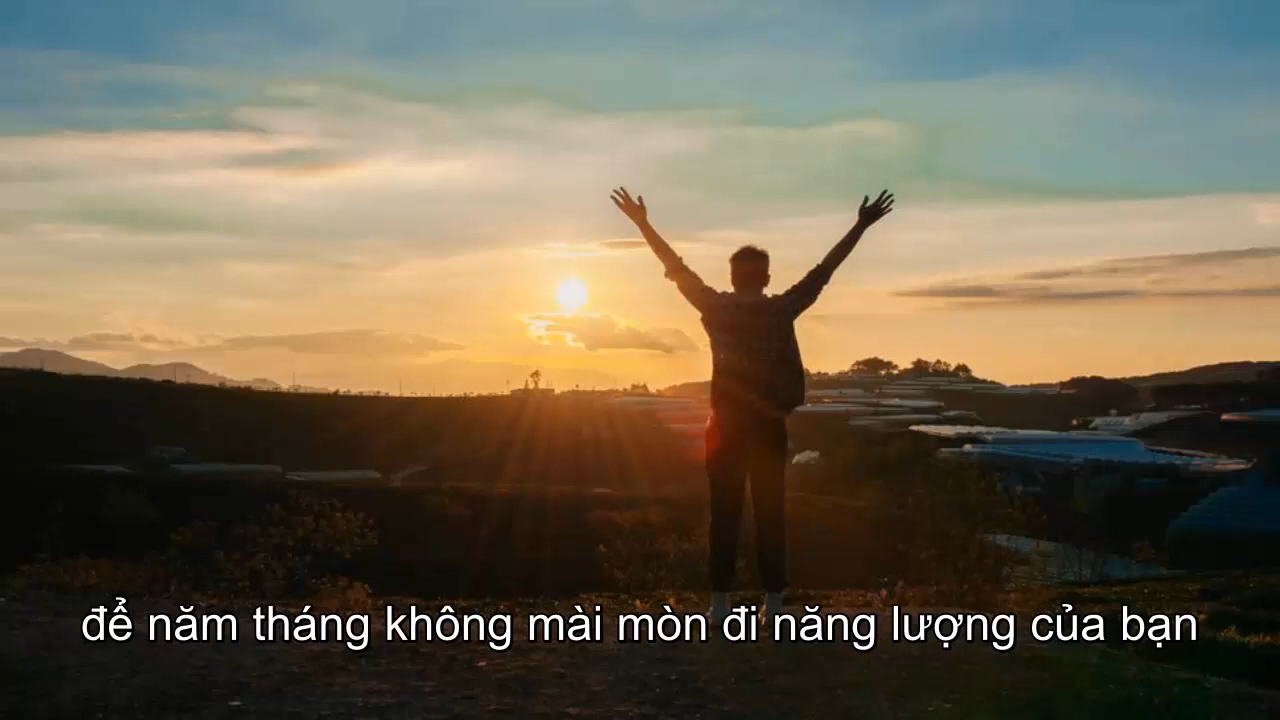 để năm tháng không mài mòn đi năng lượng của bạn